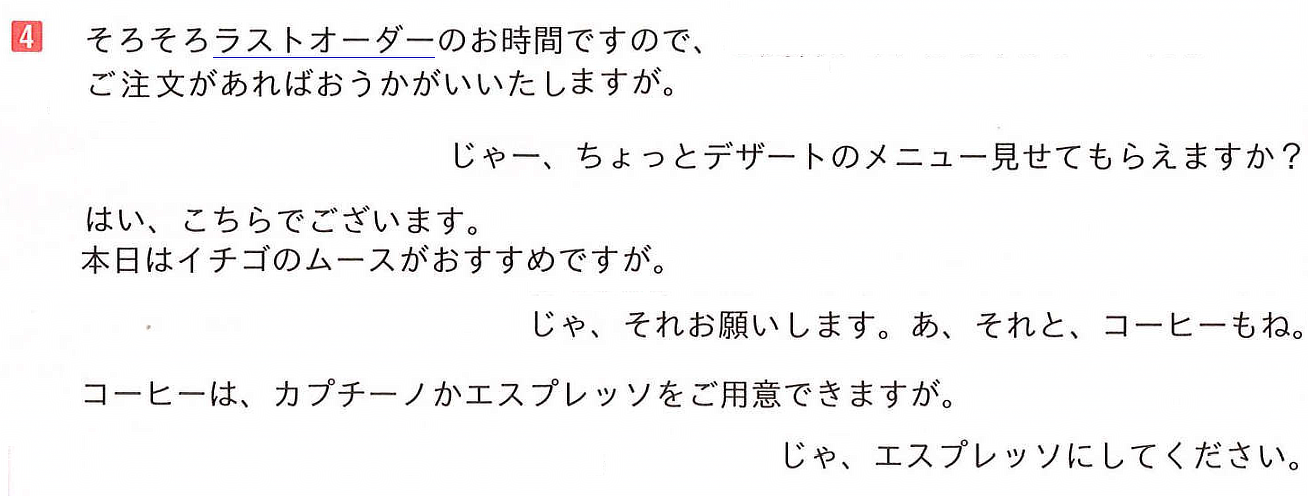 4 そろそろラストオーダーのお時間ですので、
ご注文があればおうかがいいたしますが。
じゃー、ちょっとデザートのメニュー見せてもらえますか？
はい、こちらでございます。
本日はイチゴのムースがおすすめですが。
じゃ、それお願いします。あ、それと、コーヒーもね。
コーヒーは、カプチーノかエスプレッソをご用意できますが。
じゃ、エスプレッソにしてください。